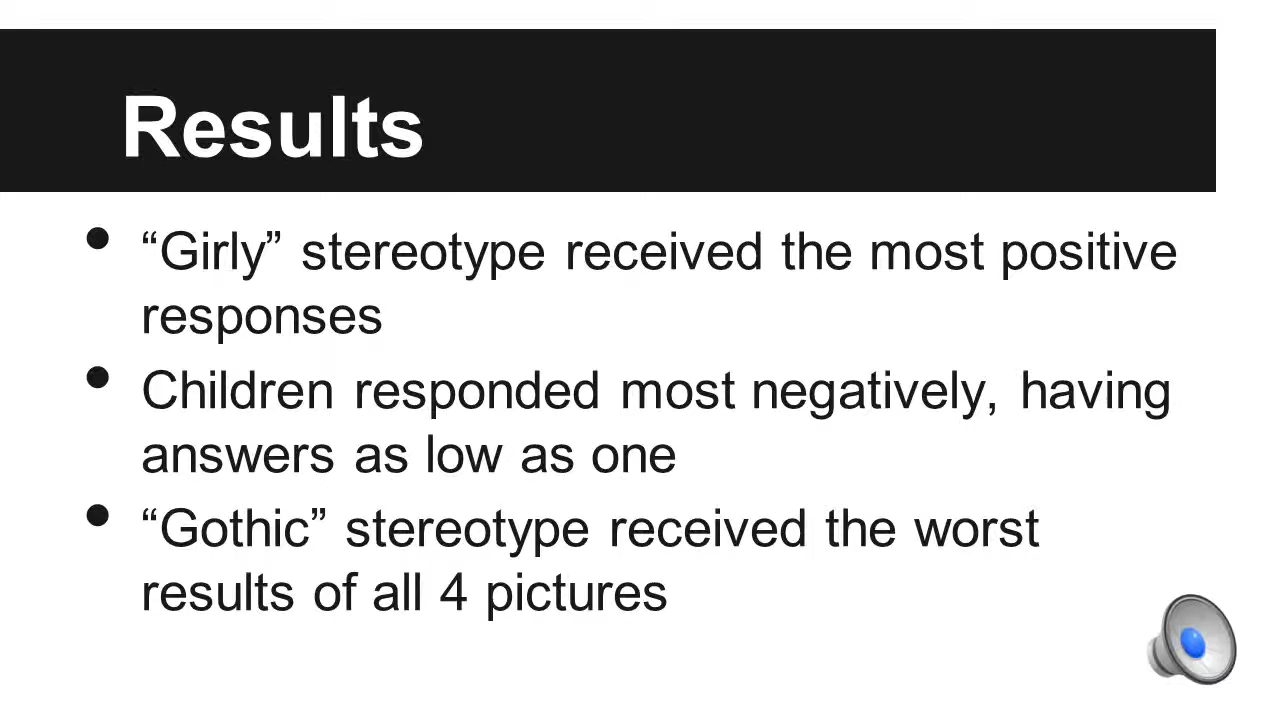 Results
• “Girly” stereotype received the most positive
responses
• Children responded most negatively, having
answers as low as one
• “Gothic” stereotype received the worst
results of all 4 pictures